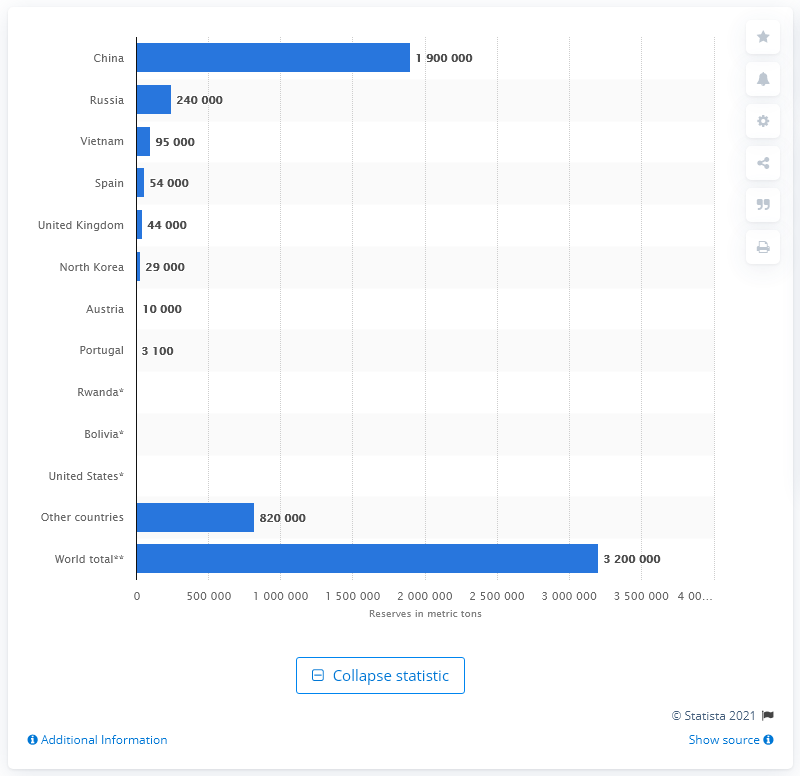 China 1 900 000
Russia 240 000
Vietnam 95 000
Spain 54 000
United Kingdom 44 000
North Korea 29 000
Austria 10 000
Portugal 3 100
Rwanda*
Bolivia*
United States*
Other countries 820 000
World total** 3 200 000
0 500 000 1 000 000 1 500 000 2 000 000 2 500 000 3 000 000 3 500 000 4 00...
Reserves in metric tons
Collapse statistic
© Statista 2021
Additional Information Show source